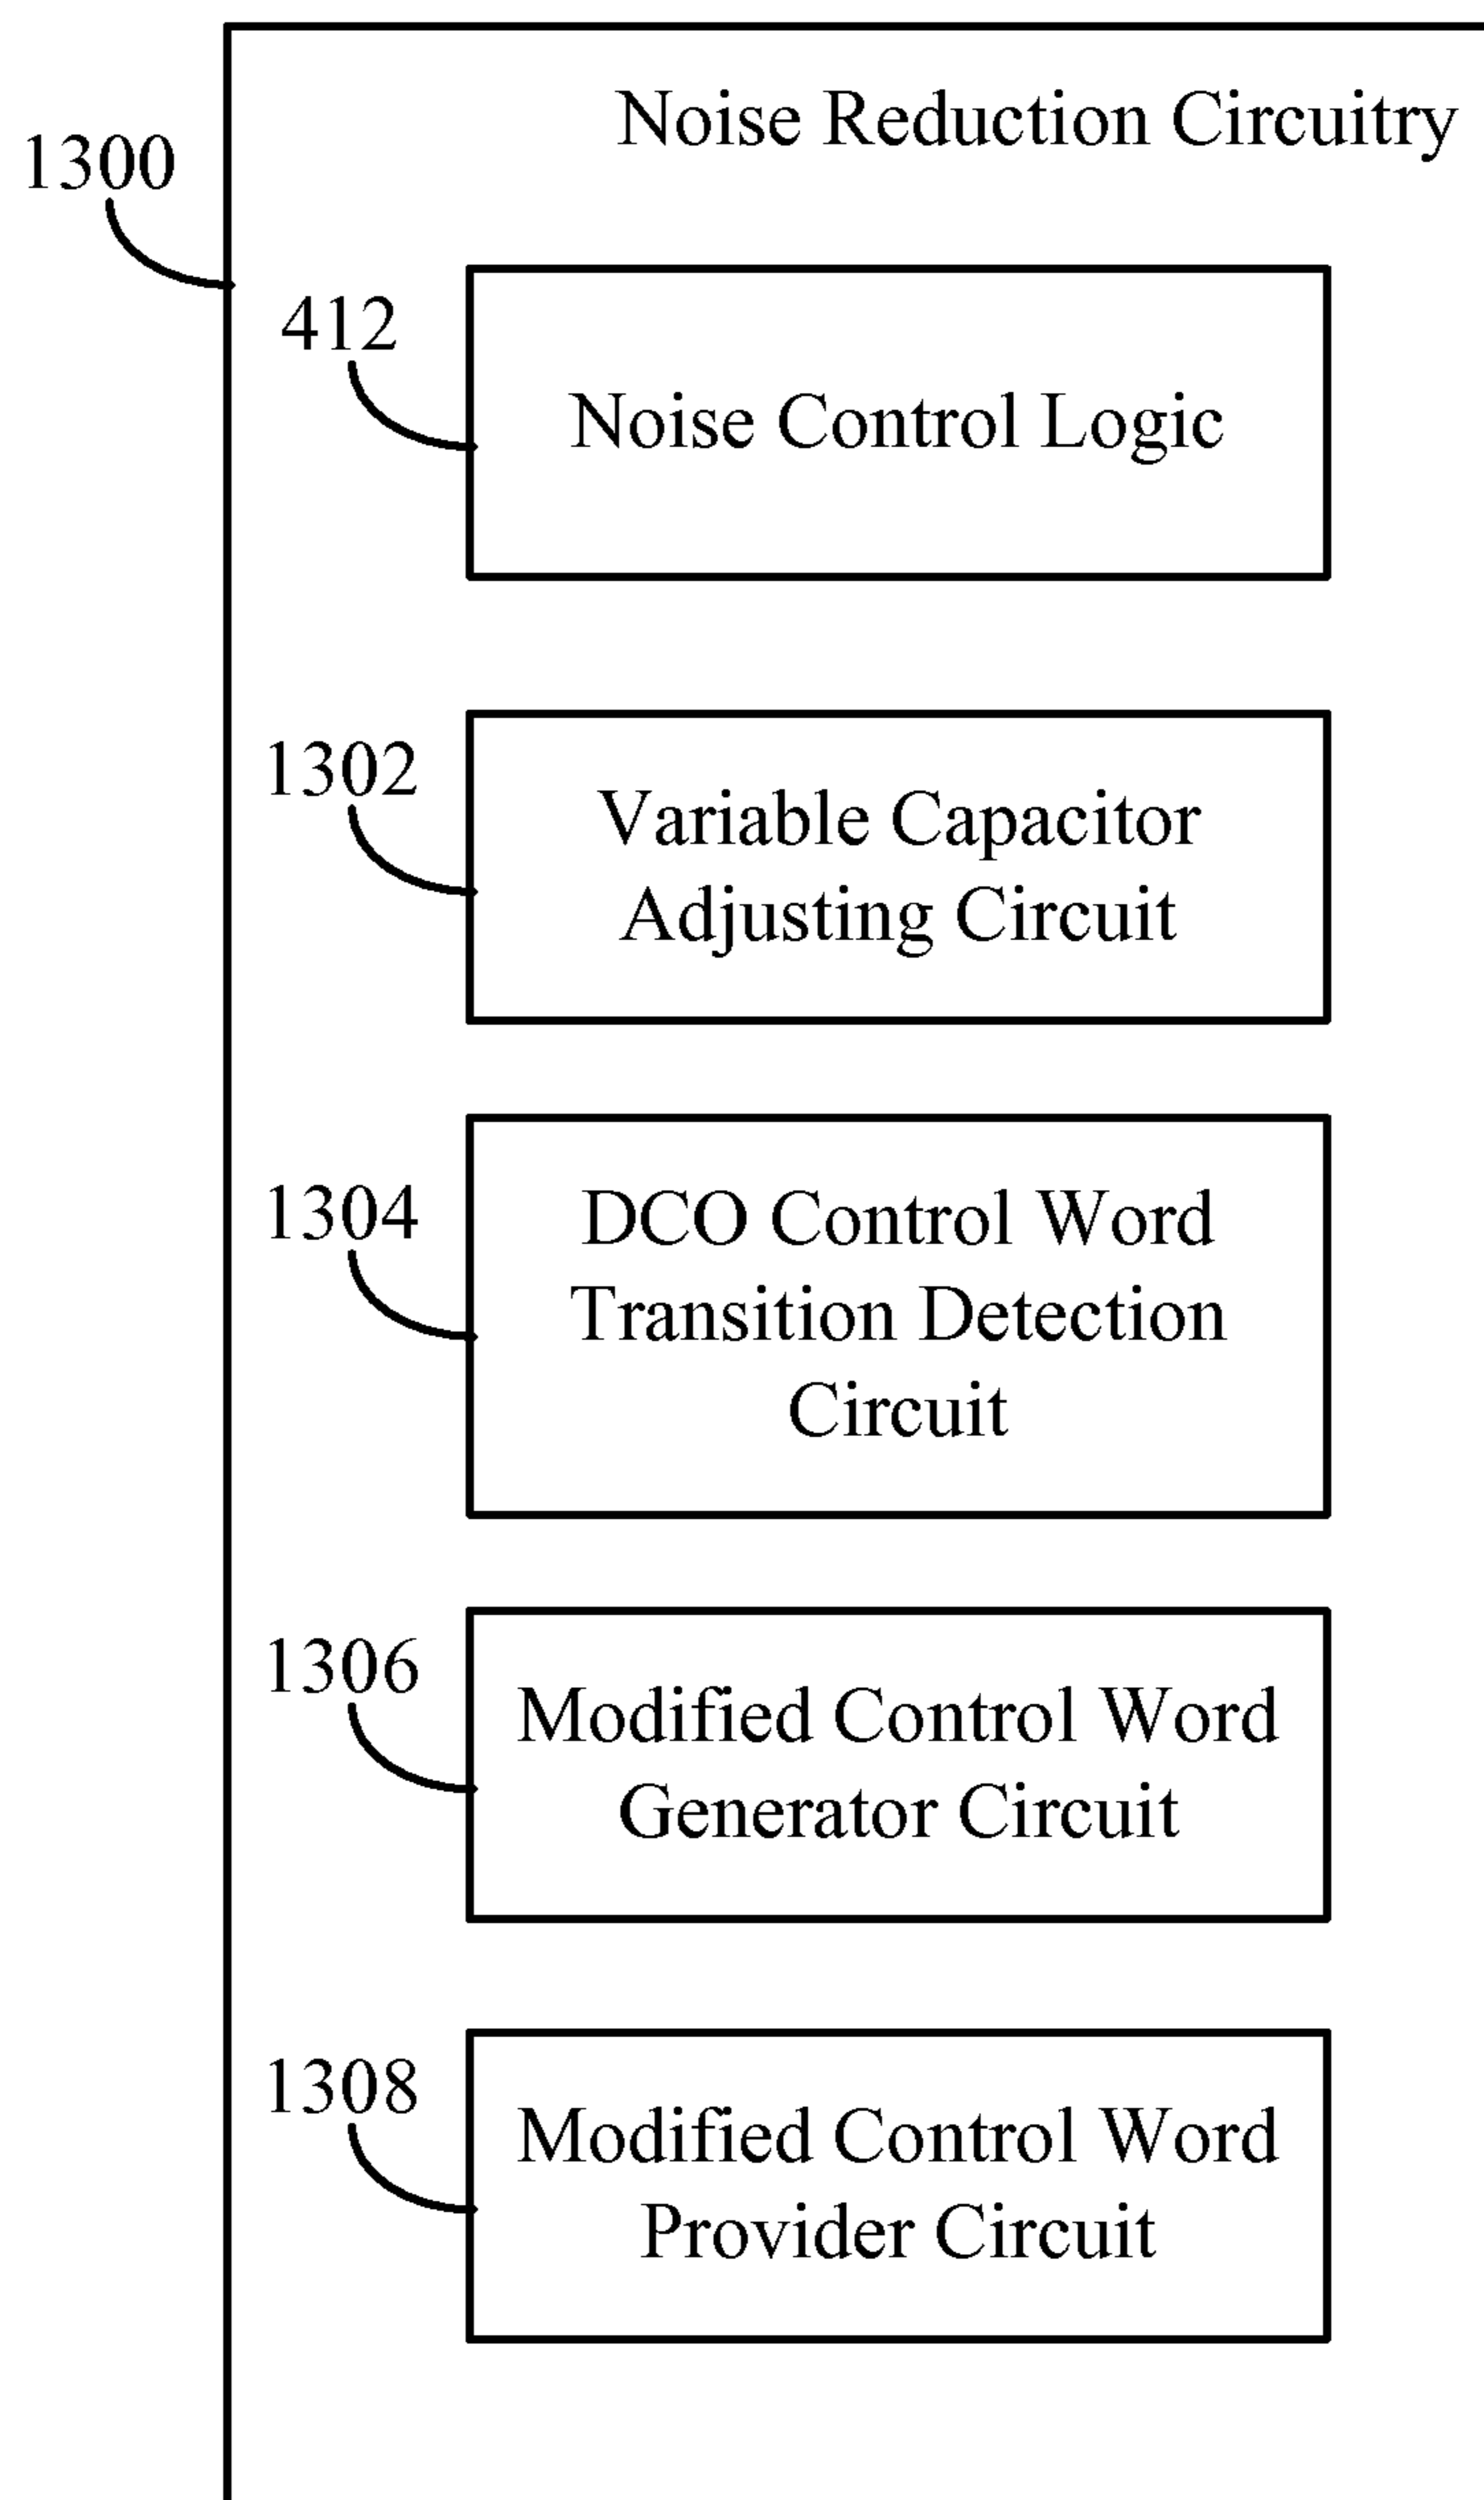 Noise Reduction Circuitry
1300
412
Noise Control Logic
1302
Variable Capacitor
Adjusting Circuit
1304
DCO Control Word
Transition Detection
Circuit
1306
Modified Control Word
Generator Circuit
1308
Modified Control Word
Provider Circuit